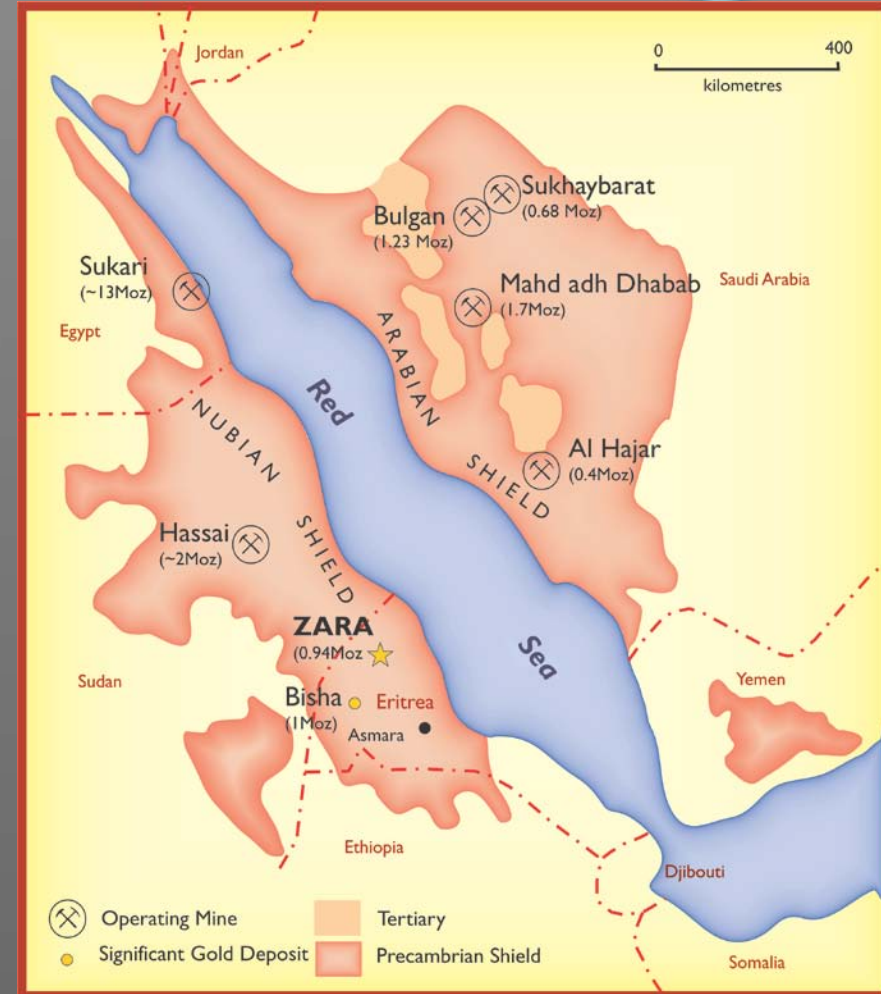 Jordan
0 400
kilometres
Sukhaybarat
(0.68 Moz)
Bulgan
(1.23 Moz)
Sukari
(~13Moz)
Mahd adh Dhabab
(1.7Moz)
Saudi Arabia
Egypt
ARABIAN
SHIELD
Red
Sea
NUBIAN
SHIELD
Al Hajar
(0.4Moz)
Hassai
(~2Moz)
ZARA
(0.94Moz
Sudan
Bisha
(1Moz)
Eritrea
Asmara
Yemen
Ethiopia
Djibouti
Somalia
Operating Mine
Significant Gold Deposit
Tertiary
Precambrian Shield